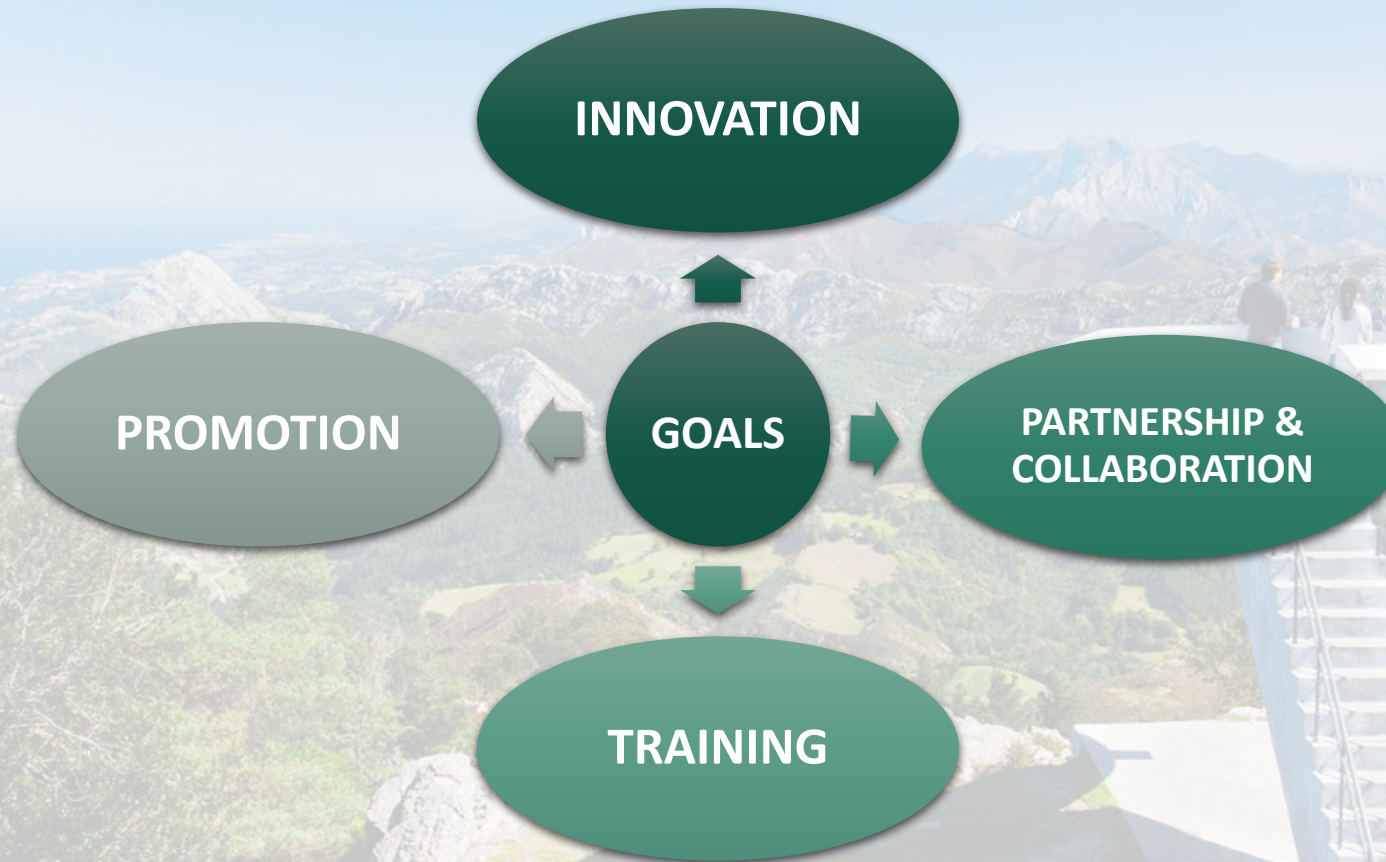 INNOVATION
PROMOTION
GOALS
PARTNERSHIP &
COLLABORATION
TRAINING